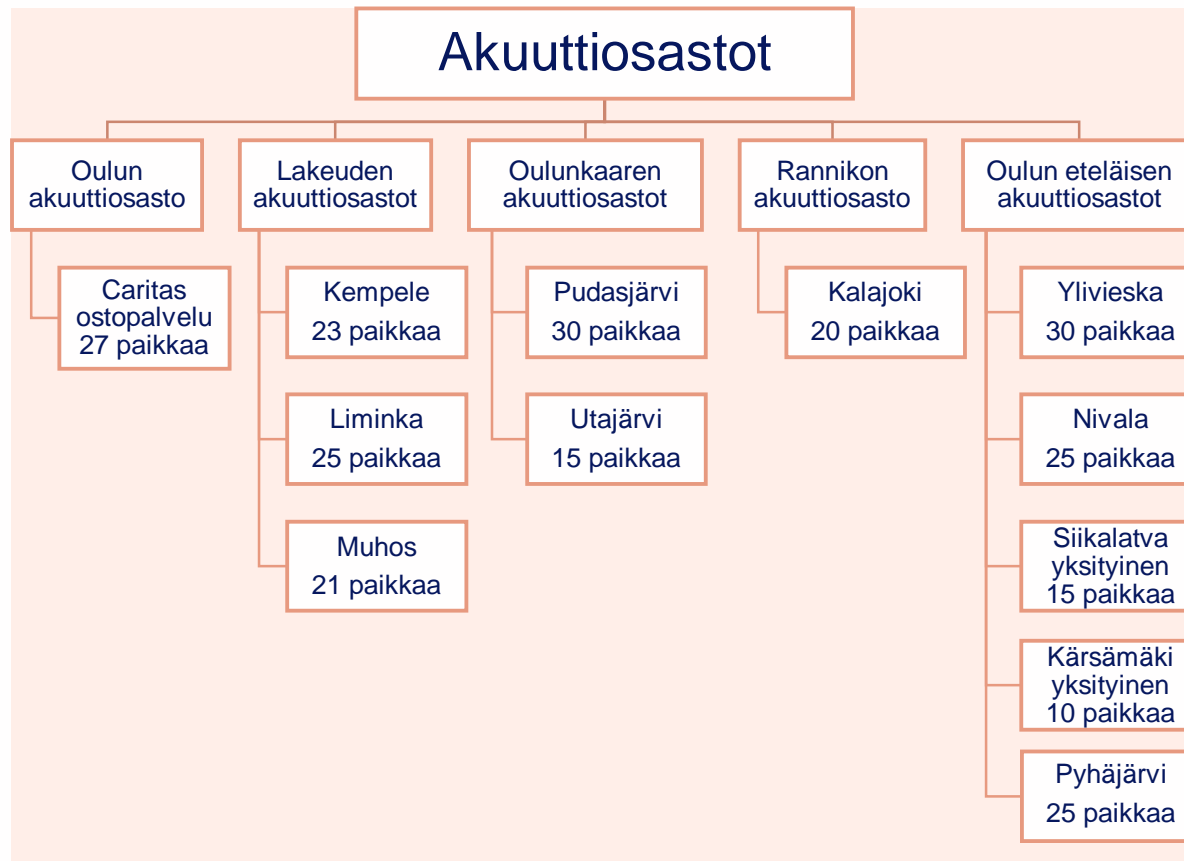 Akuuttiosastot
Oulun
akuuttiosasto
Caritas
ostopalvelu
27 paikkaa
Lakeuden
akuuttiosastot
Kempele
23 paikkaa
Liminka
25 paikkaa
Muhos
21 paikkaa
Oulunkaaren
akuuttiosastot
Pudasjärvi
30 paikkaa
Utajärvi
15 paikkaa
Rannikon
akuuttiosasto
Kalajoki
20 paikkaa
Oulun eteläisen
akuuttiosastot
Ylivieska
30 paikkaa
Nivala
25 paikkaa
Siikalatva
yksityinen
15 paikkaa
Kärsämäki
yksityinen
10 paikkaa
Pyhäjärvi
25 paikkaa